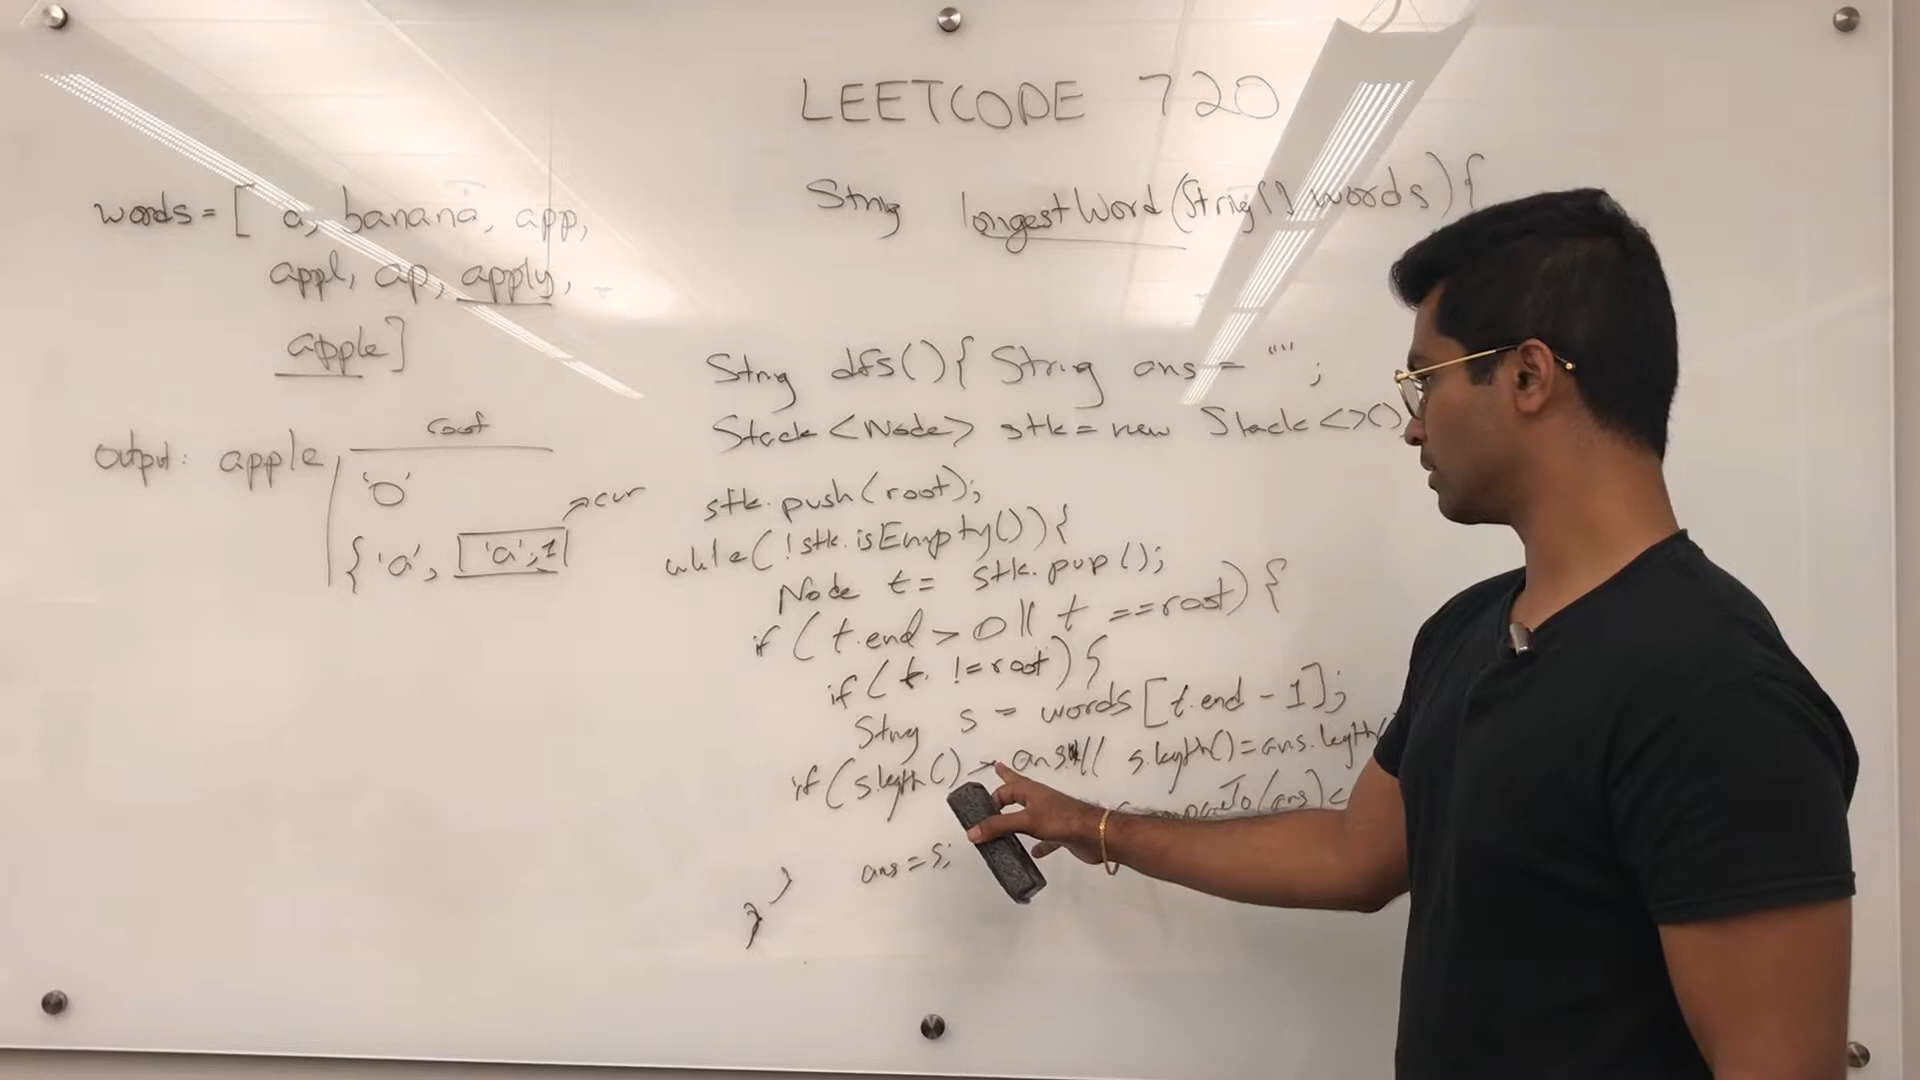 LEETCODE 720
String longestWord(String[] words){
words = [ a, banana, app,
appl, ap, apply,
apple]
output: apple
root
'0'
{'a', 'a', 1
cur
String dfs(){ String ans = "";
Stack <Node> stk = new Stack <>()
stk.push(root);
while(!stk.isEmpty()){
Node t = stk.pop();
if (t.end > 0 || t == root) {
if (t. != root) {
String s = words [t.end - 1];
if (s.length() > ans || s.length()=ans.length(
compareTo(ans) <
ans = s;
}
}